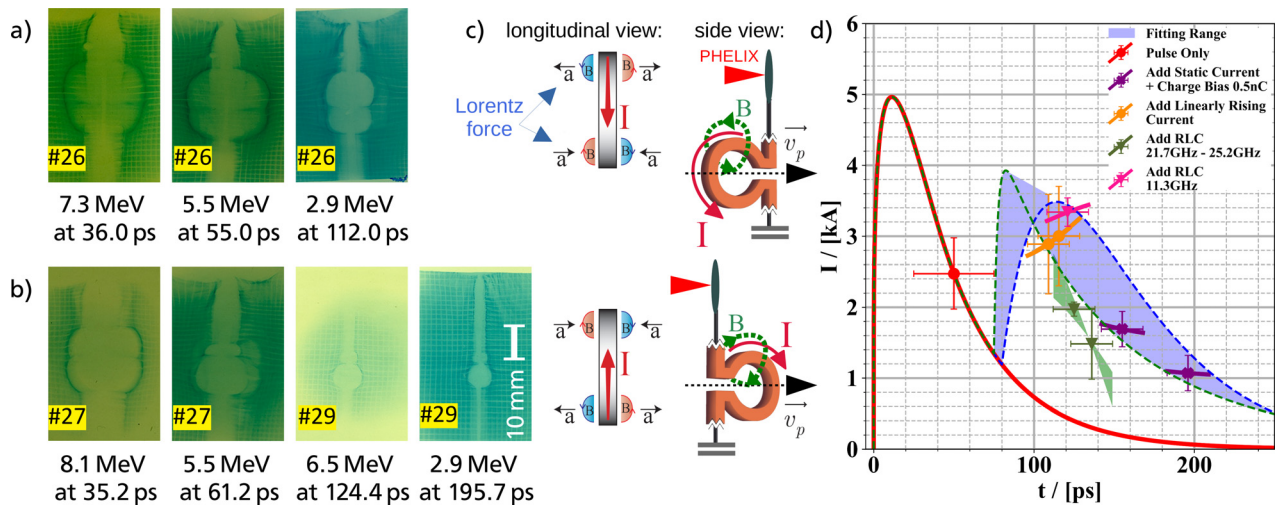 a)
#26
#26
#26
7.3 MeV
at 36.0 ps
5.5 MeV
at 55.0 ps
2.9 MeV
at 112.0 ps
b)
#27
#27
#29
#29
10 mm
8.1 MeV
at 35.2 ps
5.5 MeV
at 61.2 ps
6.5 MeV
at 124.4 ps
2.9 MeV
at 195.7 ps
c)
longitudinal view:
side view:
a B B a
Lorentz
force
I
a B B a
PHELIX
B
v_p
I
a B B a
I
a B B a
B I
v_p
d)
I / [kA]
6
5
4
3
2
1
0
0 100 200
t / [ps]
Fitting Range
Pulse Only
Add Static Current
+ Charge Bias 0.5nC
Add Linearly Rising
Current
Add RLC
21.7GHz - 25.2GHz
Add RLC
11.3GHz